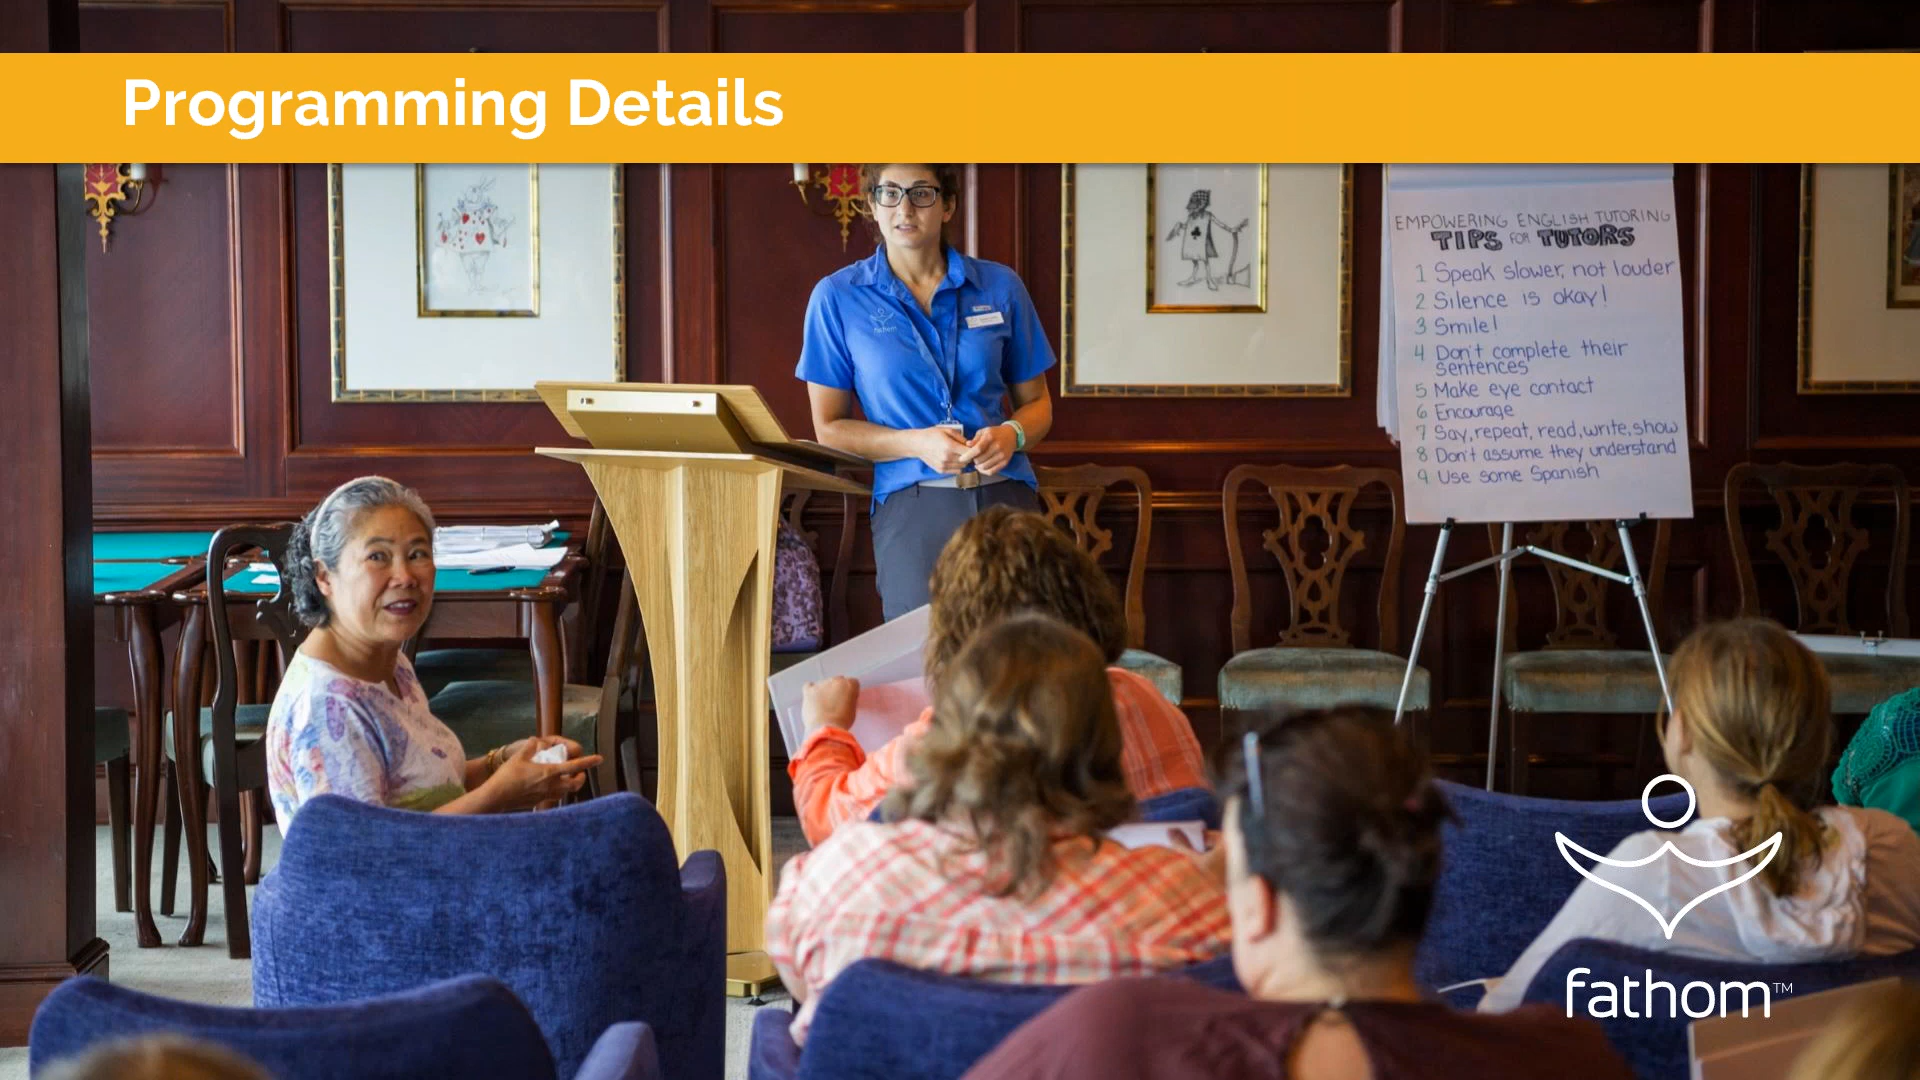 Programming Details
EMPOWERING ENGLISH TUTORING
TIPS FOR TUTORS
1 Speak slower, not louder
2 Silence is okay!
3 Smile!
4 Don't complete their
sentences
5 Make eye contact
6 Encourage
7 Say, repeat, read, write, show
8 Don't assume they understand
9 Use some Spanish
fathom
fathom™